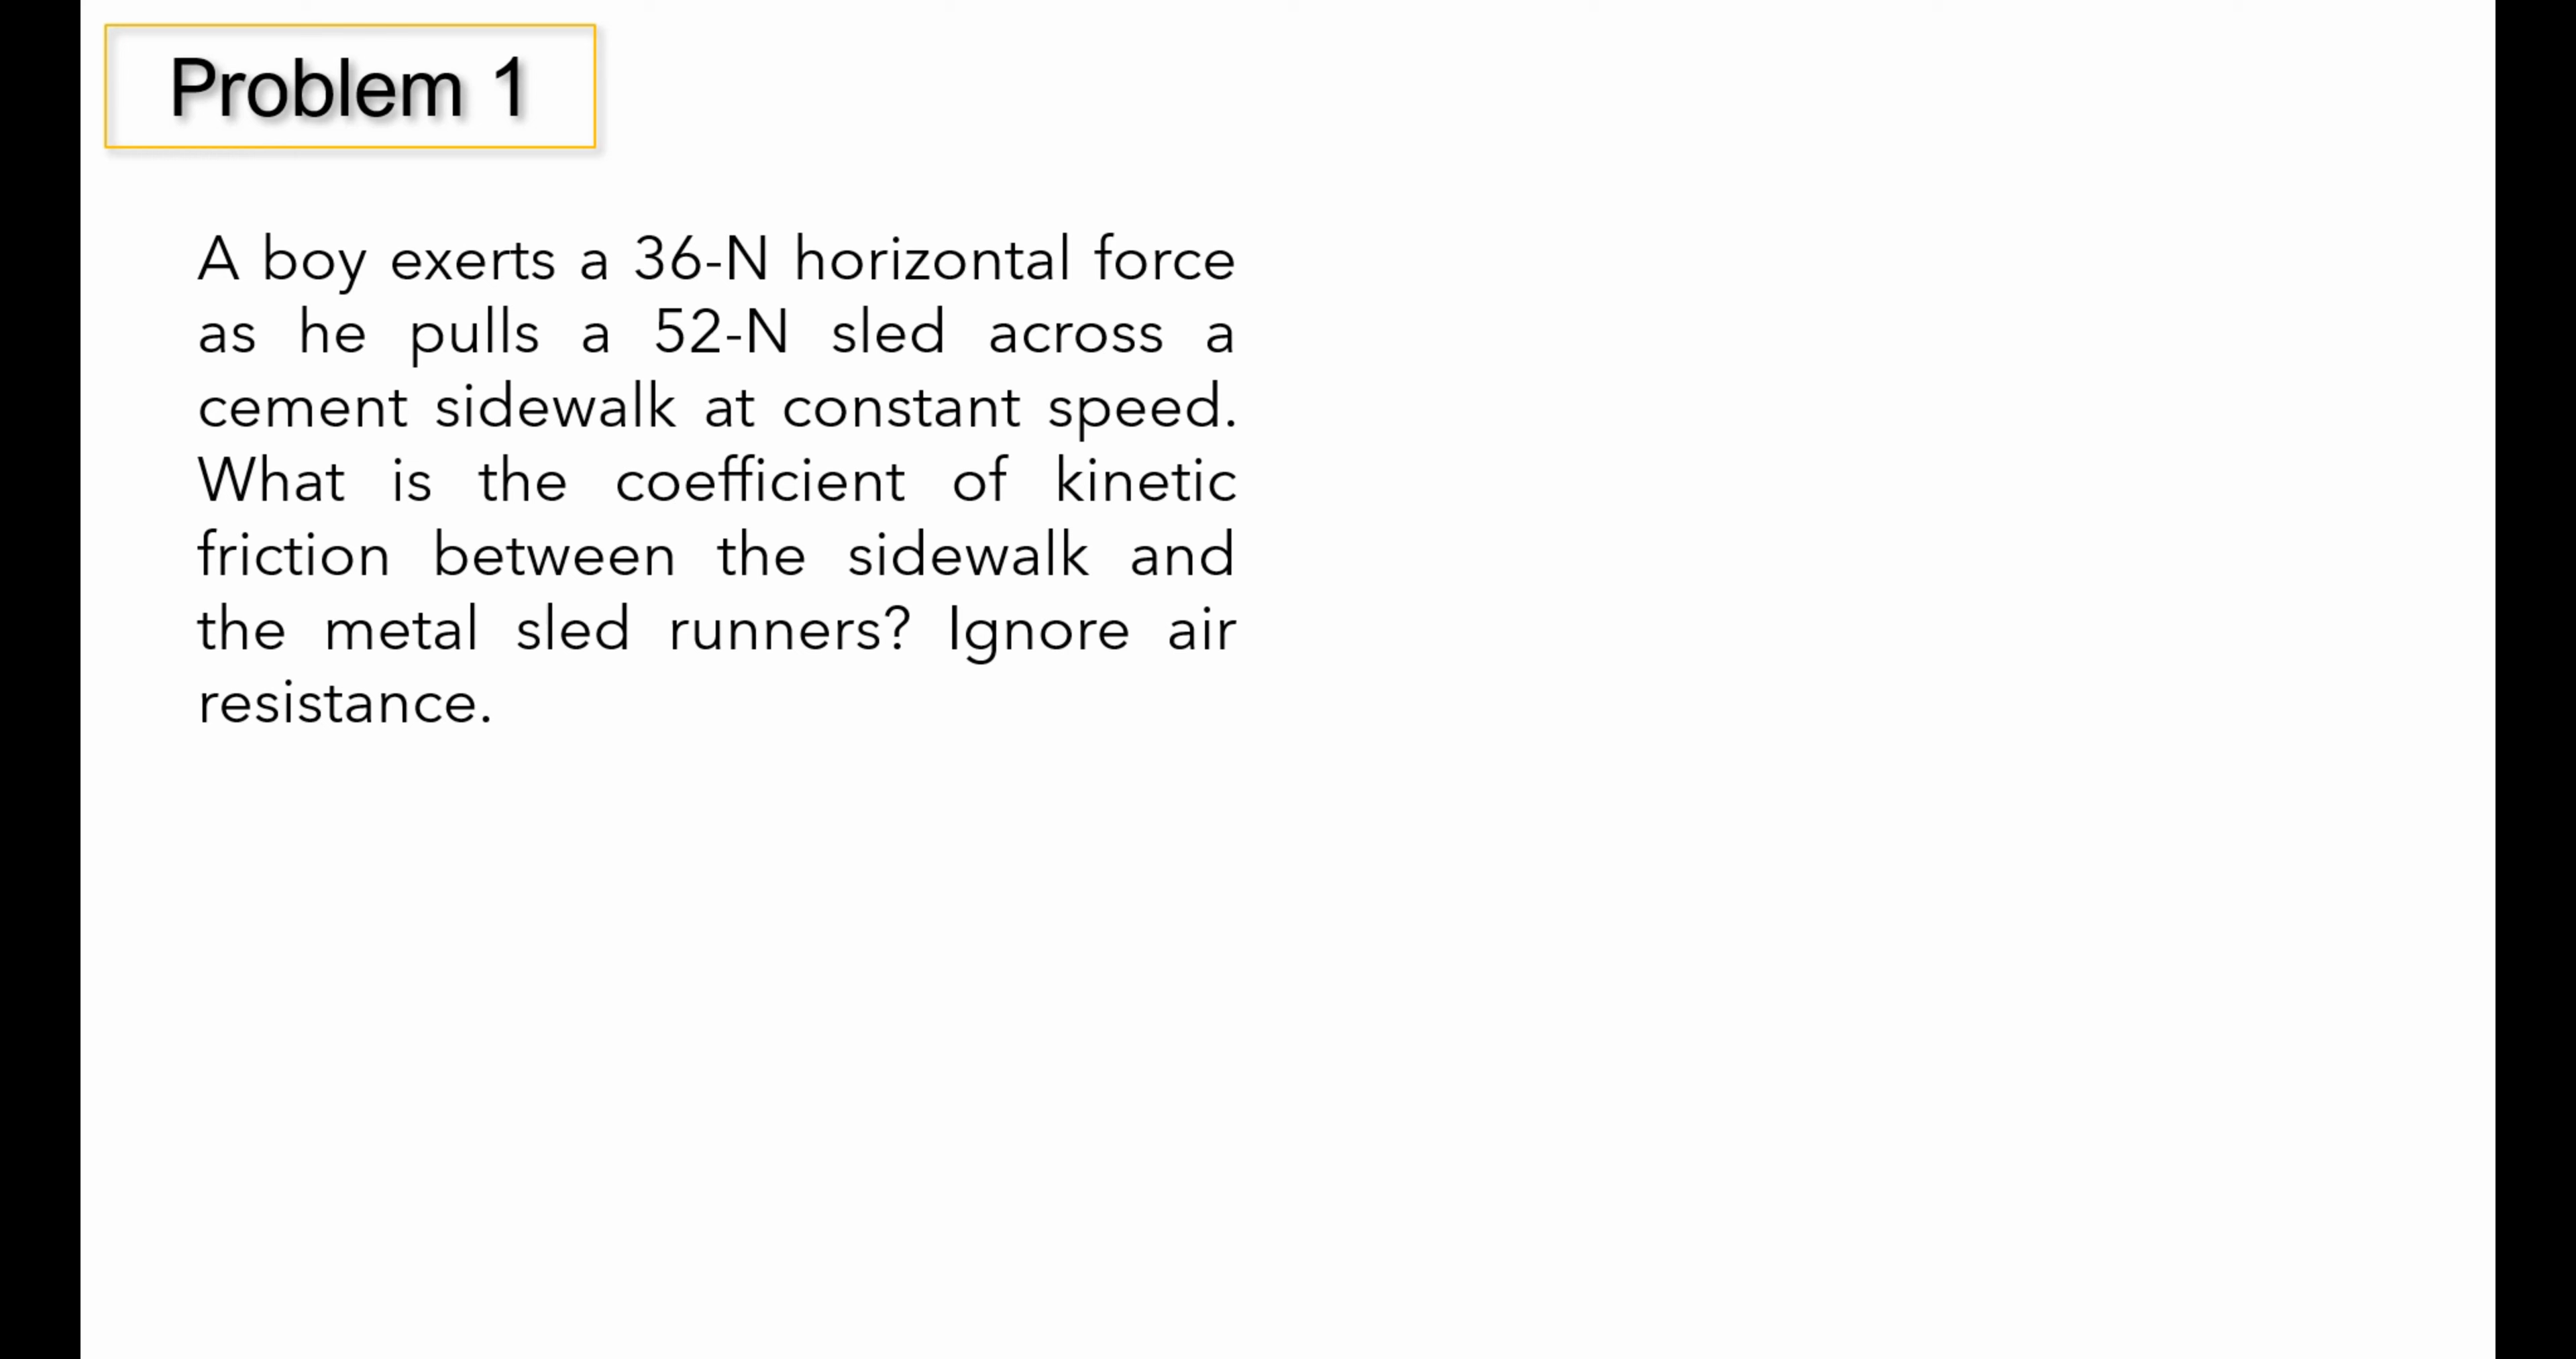 Problem 1
A boy exerts a 36-N horizontal force
as he pulls a 52-N sled across a
cement sidewalk at constant speed.
What is the coefficient of kinetic
friction between the sidewalk and
the metal sled runners? Ignore air
resistance.